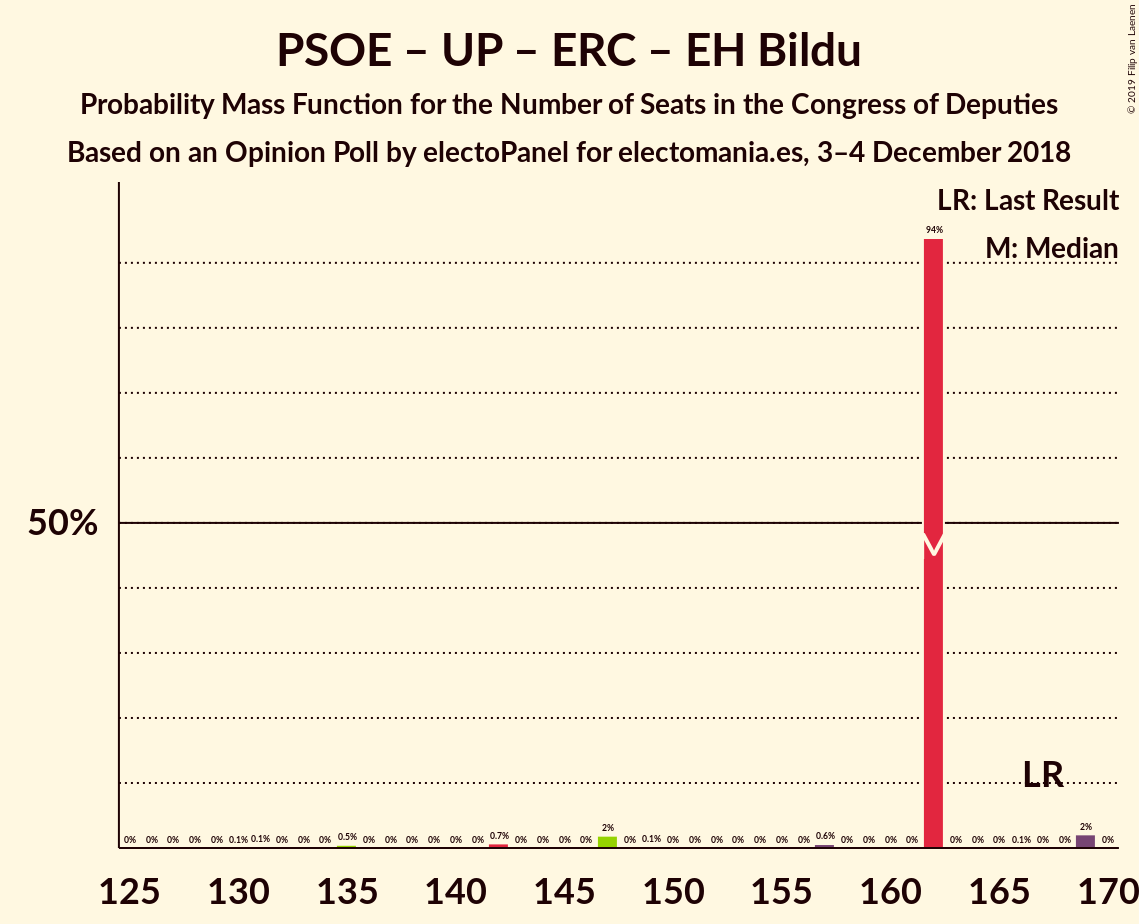 PSOE – UP – ERC – EH Bildu
Probability Mass Function for the Number of Seats in the Congress of Deputies
Based on an Opinion Poll by electoPanel for electomania.es, 3–4 December 2018
© 2019 Filip van Laenen
LR: Last Result
M: Median
94%
50%
LR
0% 0% 0% 0% 0% 0.1% 0.1% 0% 0% 0% 0.5% 0% 0% 0% 0% 0% 0% 0.7% 0% 0% 0% 0% 2% 0% 0.1% 0% 0% 0% 0% 0% 0% 0% 0.6% 0% 0% 0% 0% 0% 0% 0% 0.1% 0% 0% 2% 0%
125 130 135 140 145 150 155 160 165 170